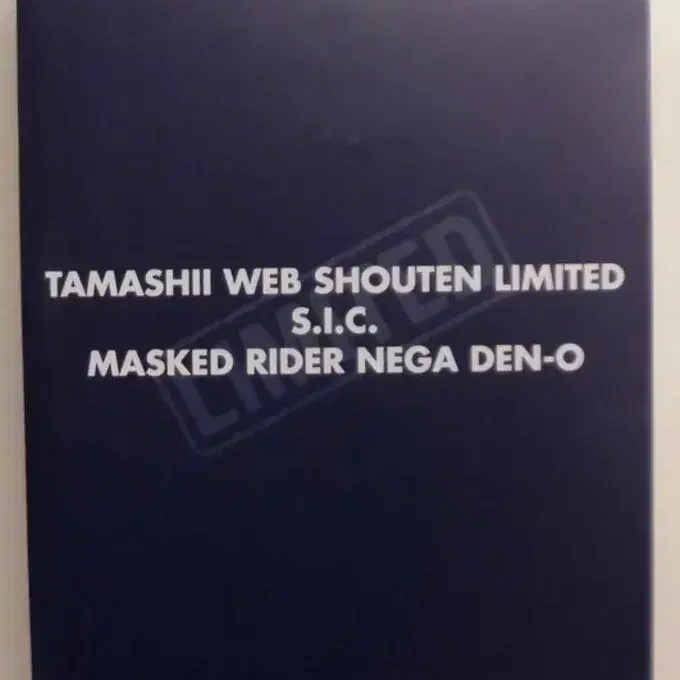 TAMASHII WEB SHOUTEN LIMITED
S.I.C.
MASKED RIDER NEGA DEN-O
LIMITED